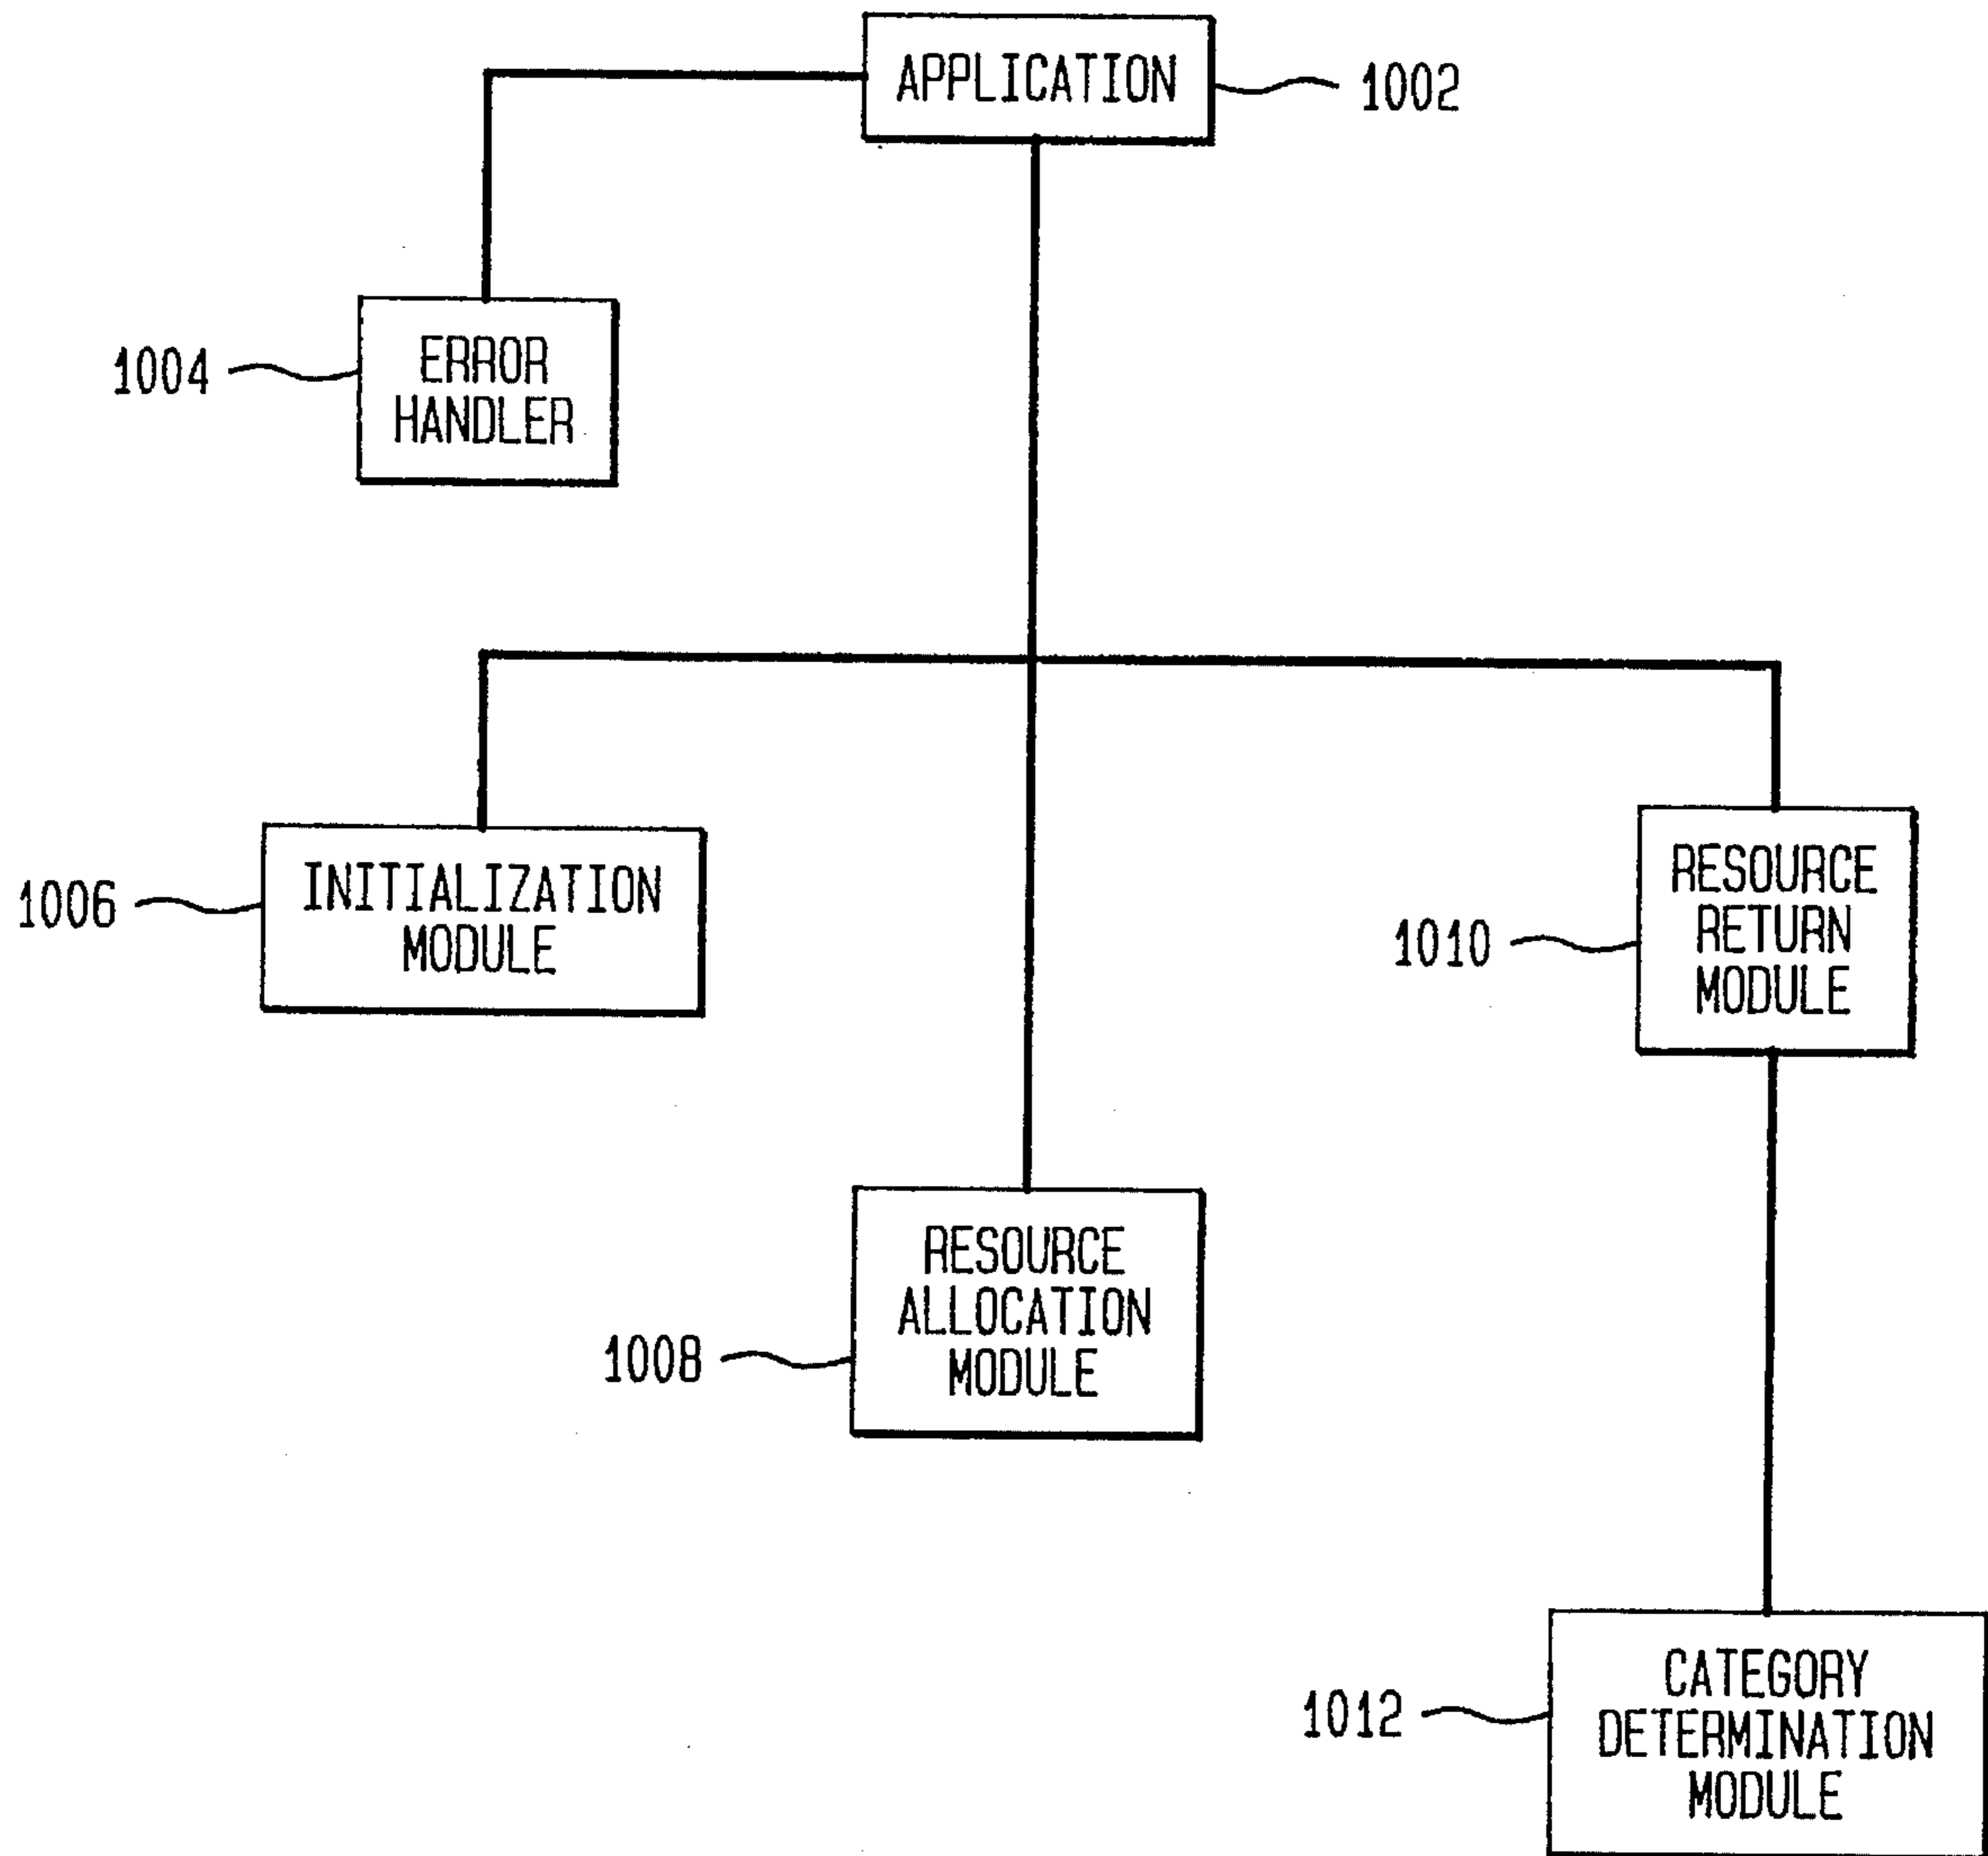 APPLICATION
1002
1004
ERROR
HANDLER
1006
INITIALIZATION
MODULE
1010
RESOURCE
RETURN
MODULE
1008
RESOURCE
ALLOCATION
MODULE
1012
CATEGORY
DETERMINATION
MODULE